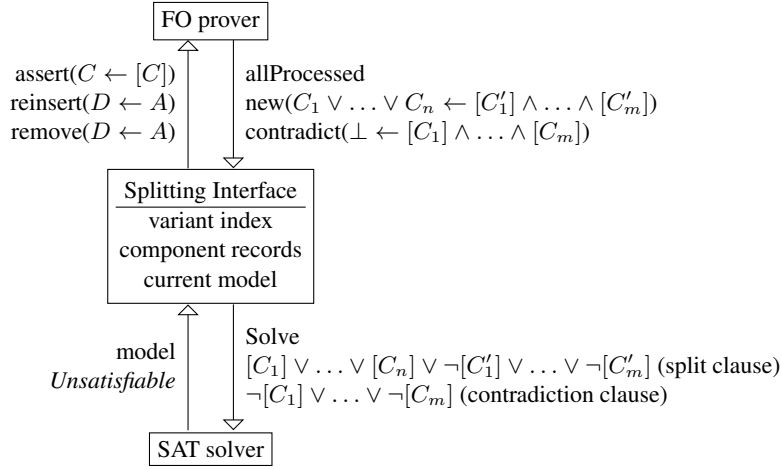 FO prover
assert(C ← [C])
reinsert(D ← A)
remove(D ← A)
allProcessed
new(C₁ ∨ … ∨ Cₙ ← [C′₁] ∧ … ∧ [C′ₘ])
contradict(⊥ ← [C₁] ∧ … ∧ [Cₘ])
Splitting Interface
variant index
component records
current model
model
Unsatisfiable
Solve
[C₁] ∨ … ∨ [Cₙ] ∨ ¬[C′₁] ∨ … ∨ ¬[C′ₘ] (split clause)
¬[C₁] ∨ … ∨ ¬[Cₘ] (contradiction clause)
SAT solver